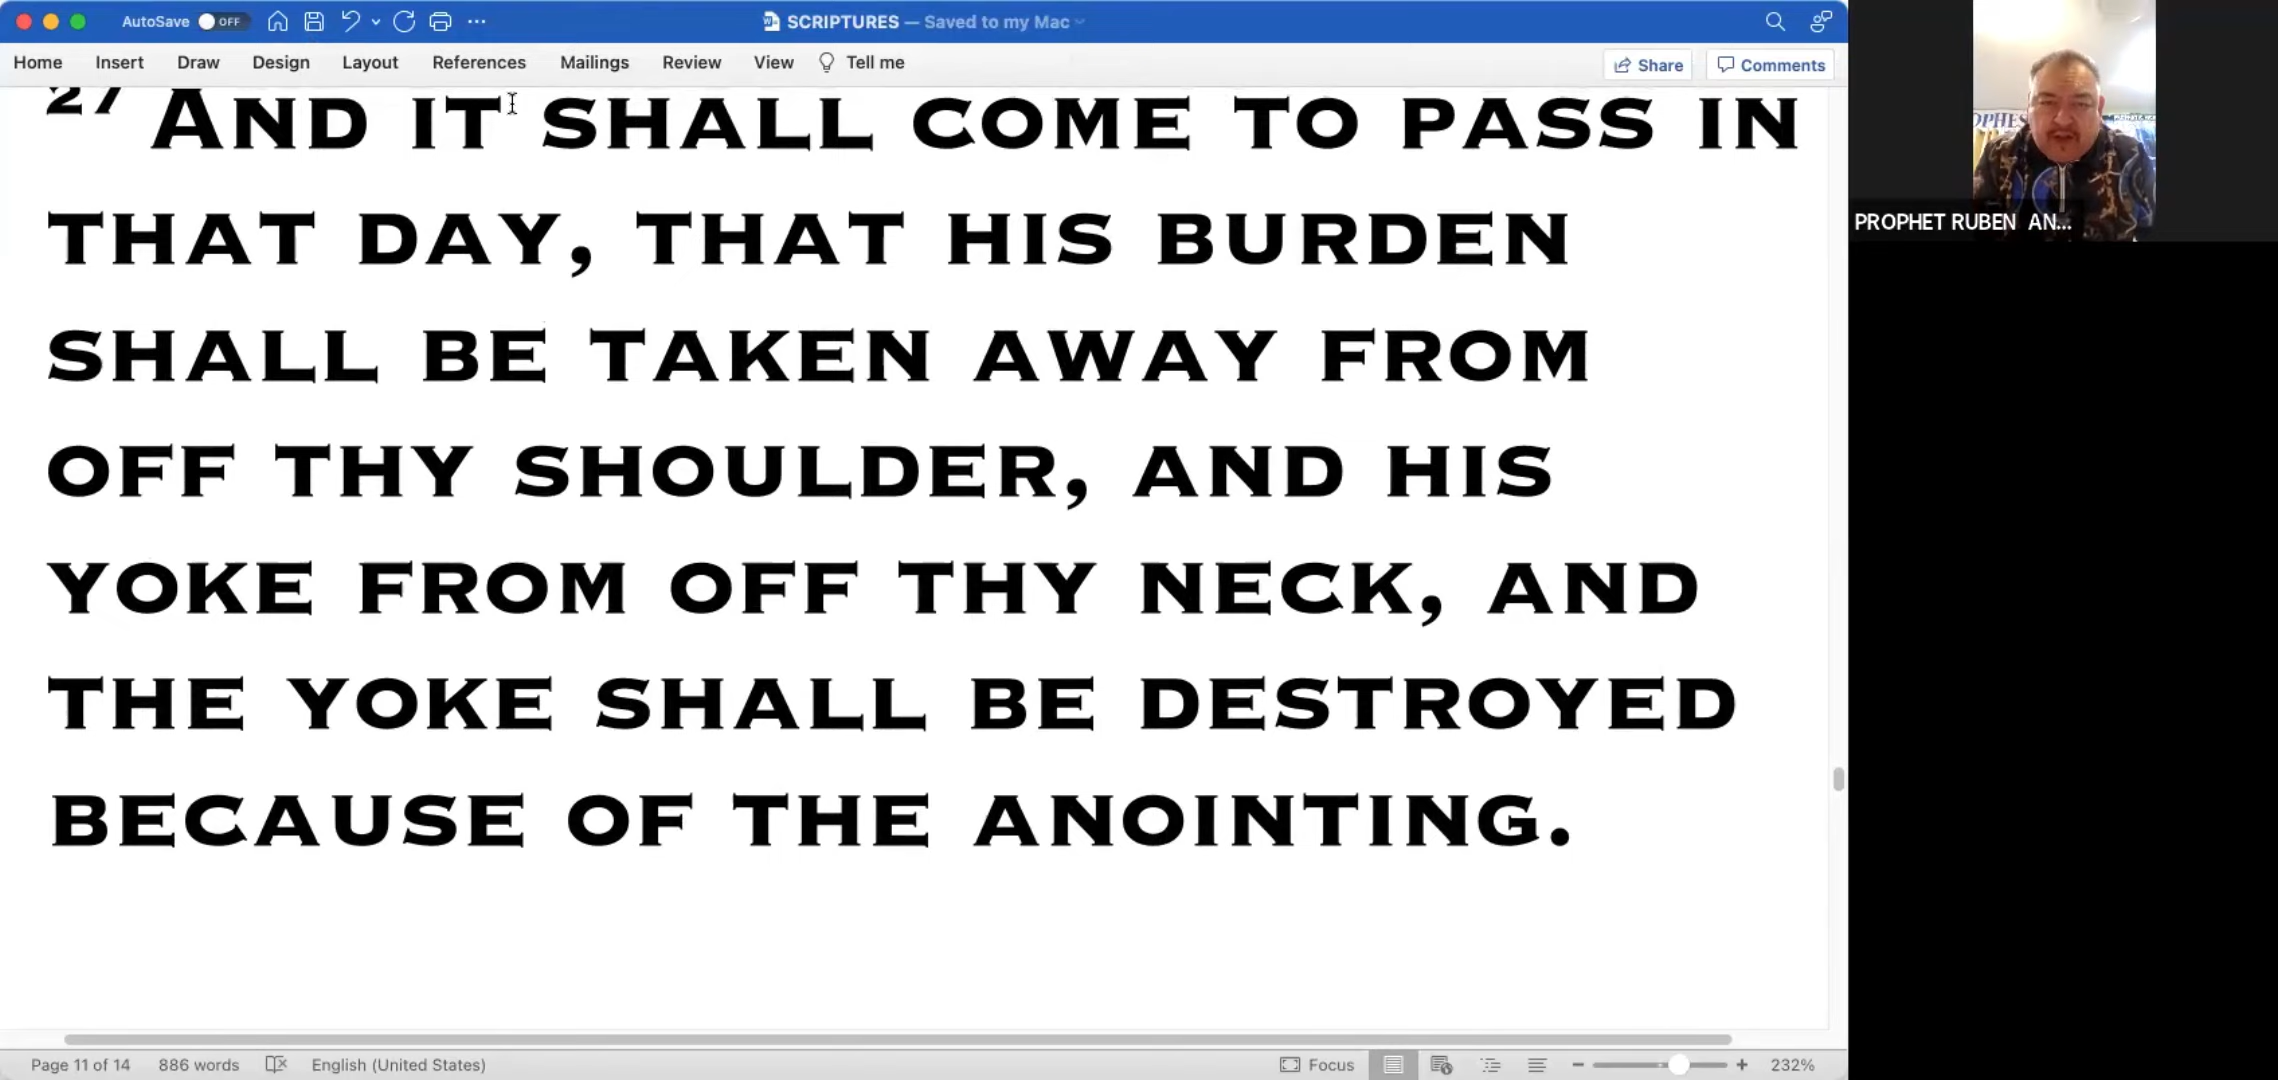 AutoSave OFF
SCRIPTURES — Saved to my Mac
Home Insert Draw Design Layout References Mailings Review View Tell me Share Comments
27 AND IT SHALL COME TO PASS IN
THAT DAY, THAT HIS BURDEN
SHALL BE TAKEN AWAY FROM
OFF THY SHOULDER, AND HIS
YOKE FROM OFF THY NECK, AND
THE YOKE SHALL BE DESTROYED
BECAUSE OF THE ANOINTING.
PROPHET RUBEN AN...
Page 11 of 14 886 words English (United States) Focus 232%